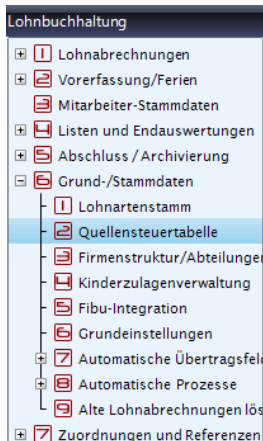 Lohnbuchhaltung
1 Lohnabrechnungen
2 Vorerfassung/Ferien
3 Mitarbeiter-Stammdaten
4 Listen und Endauswertungen
5 Abschluss / Archivierung
6 Grund-/Stammdaten
1 Lohnartenstamm
2 Quellensteuertabelle
3 Firmenstruktur/Abteilungen
4 Kinderzulagenverwaltung
5 Fibu-Integration
6 Grundeinstellungen
7 Automatische Übertragsfel
8 Automatische Prozesse
9 Alte Lohnabrechnungen lös
7 Zuordnungen und Referenzen